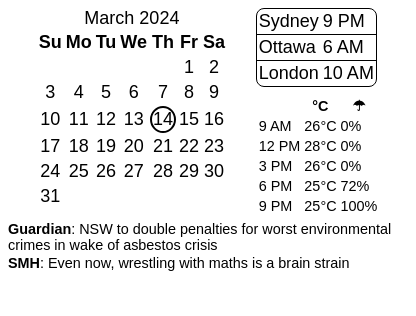 March 2024
Su Mo Tu We Th Fr Sa
1 2
3 4 5 6 7 8 9
10 11 12 13 14 15 16
17 18 19 20 21 22 23
24 25 26 27 28 29 30
31
Sydney 9 PM
Ottawa 6 AM
London 10 AM
°C ☂
9 AM 26°C 0%
12 PM 28°C 0%
3 PM 26°C 0%
6 PM 25°C 72%
9 PM 25°C 100%
Guardian: NSW to double penalties for worst environmental
crimes in wake of asbestos crisis
SMH: Even now, wrestling with maths is a brain strain